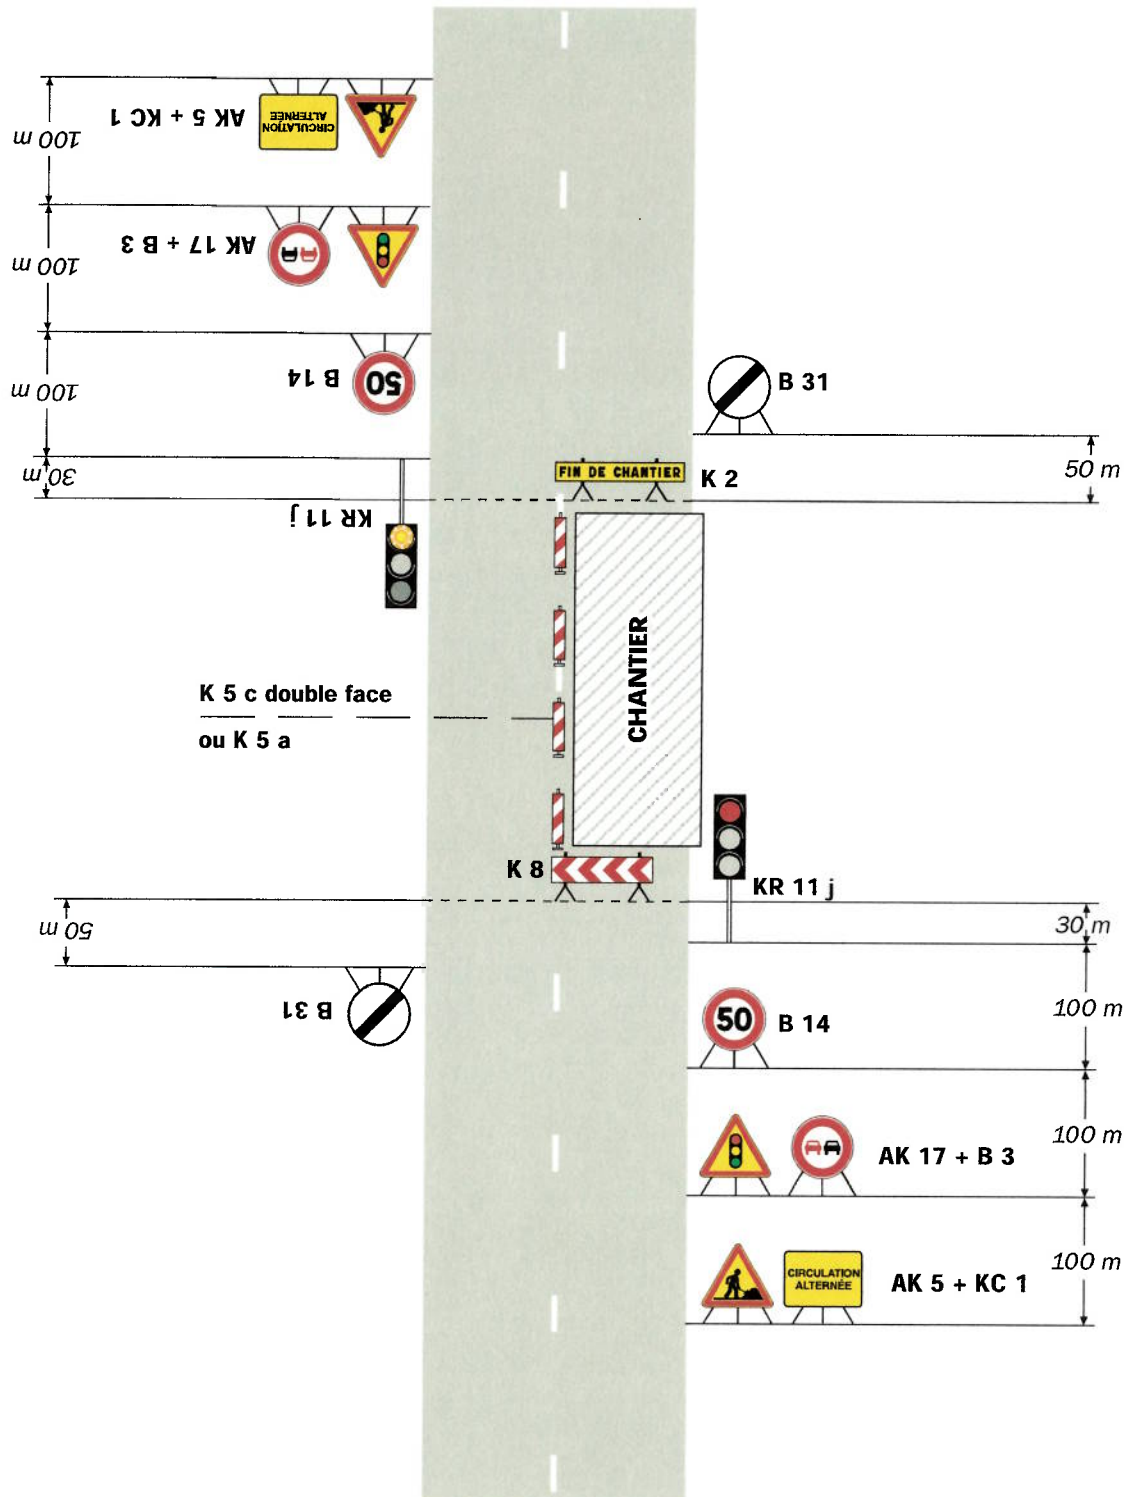 AK 5 + KC 1
CIRCULATION
ALTERNÉE
100 m
AK 17 + B 3
100 m
B 14
50
100 m
B 31
FIN DE CHANTIER
K 2
50 m
30 m
KR 11 j
CHANTIER
K 5 c double face
ou K 5 a
K 8
KR 11 j
50 m
30 m
B 31
50
B 14
100 m
AK 17 + B 3
100 m
CIRCULATION
ALTERNÉE
AK 5 + KC 1
100 m